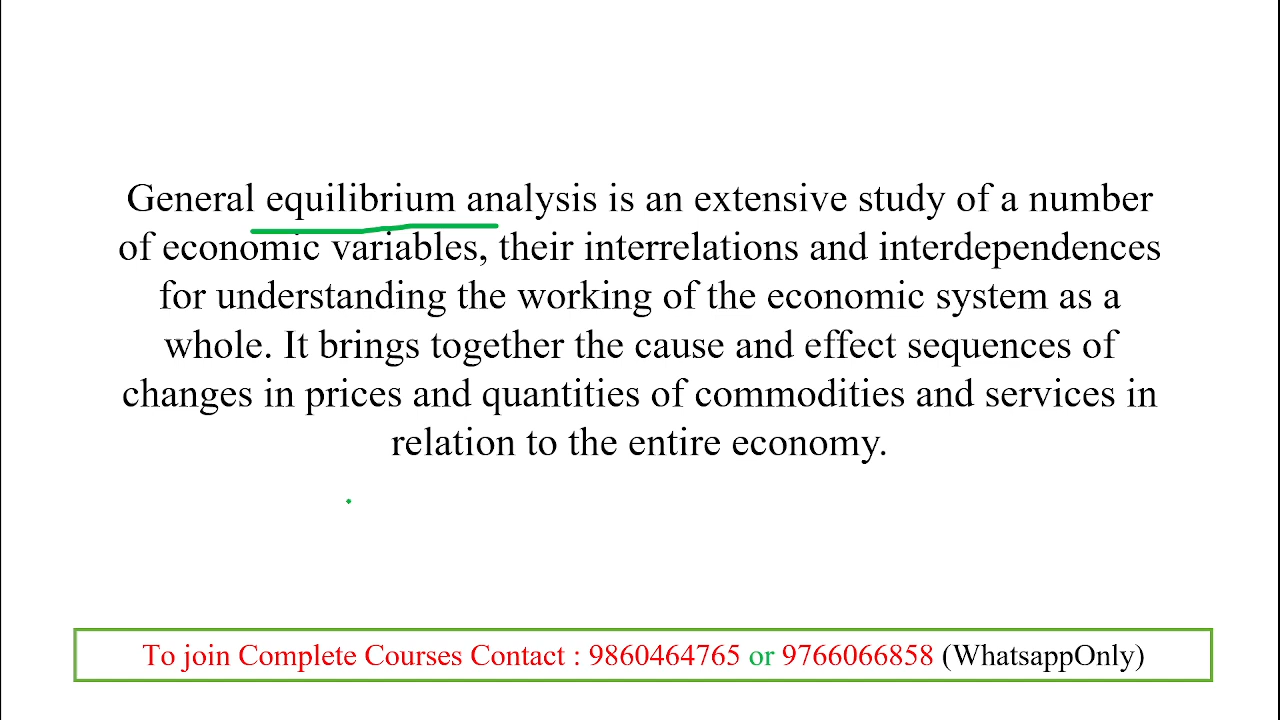 General equilibrium analysis is an extensive study of a number
of economic variables, their interrelations and interdependences
for understanding the working of the economic system as a
whole. It brings together the cause and effect sequences of
changes in prices and quantities of commodities and services in
relation to the entire economy.
To join Complete Courses Contact : 9860464765 or 9766066858 (WhatsappOnly)